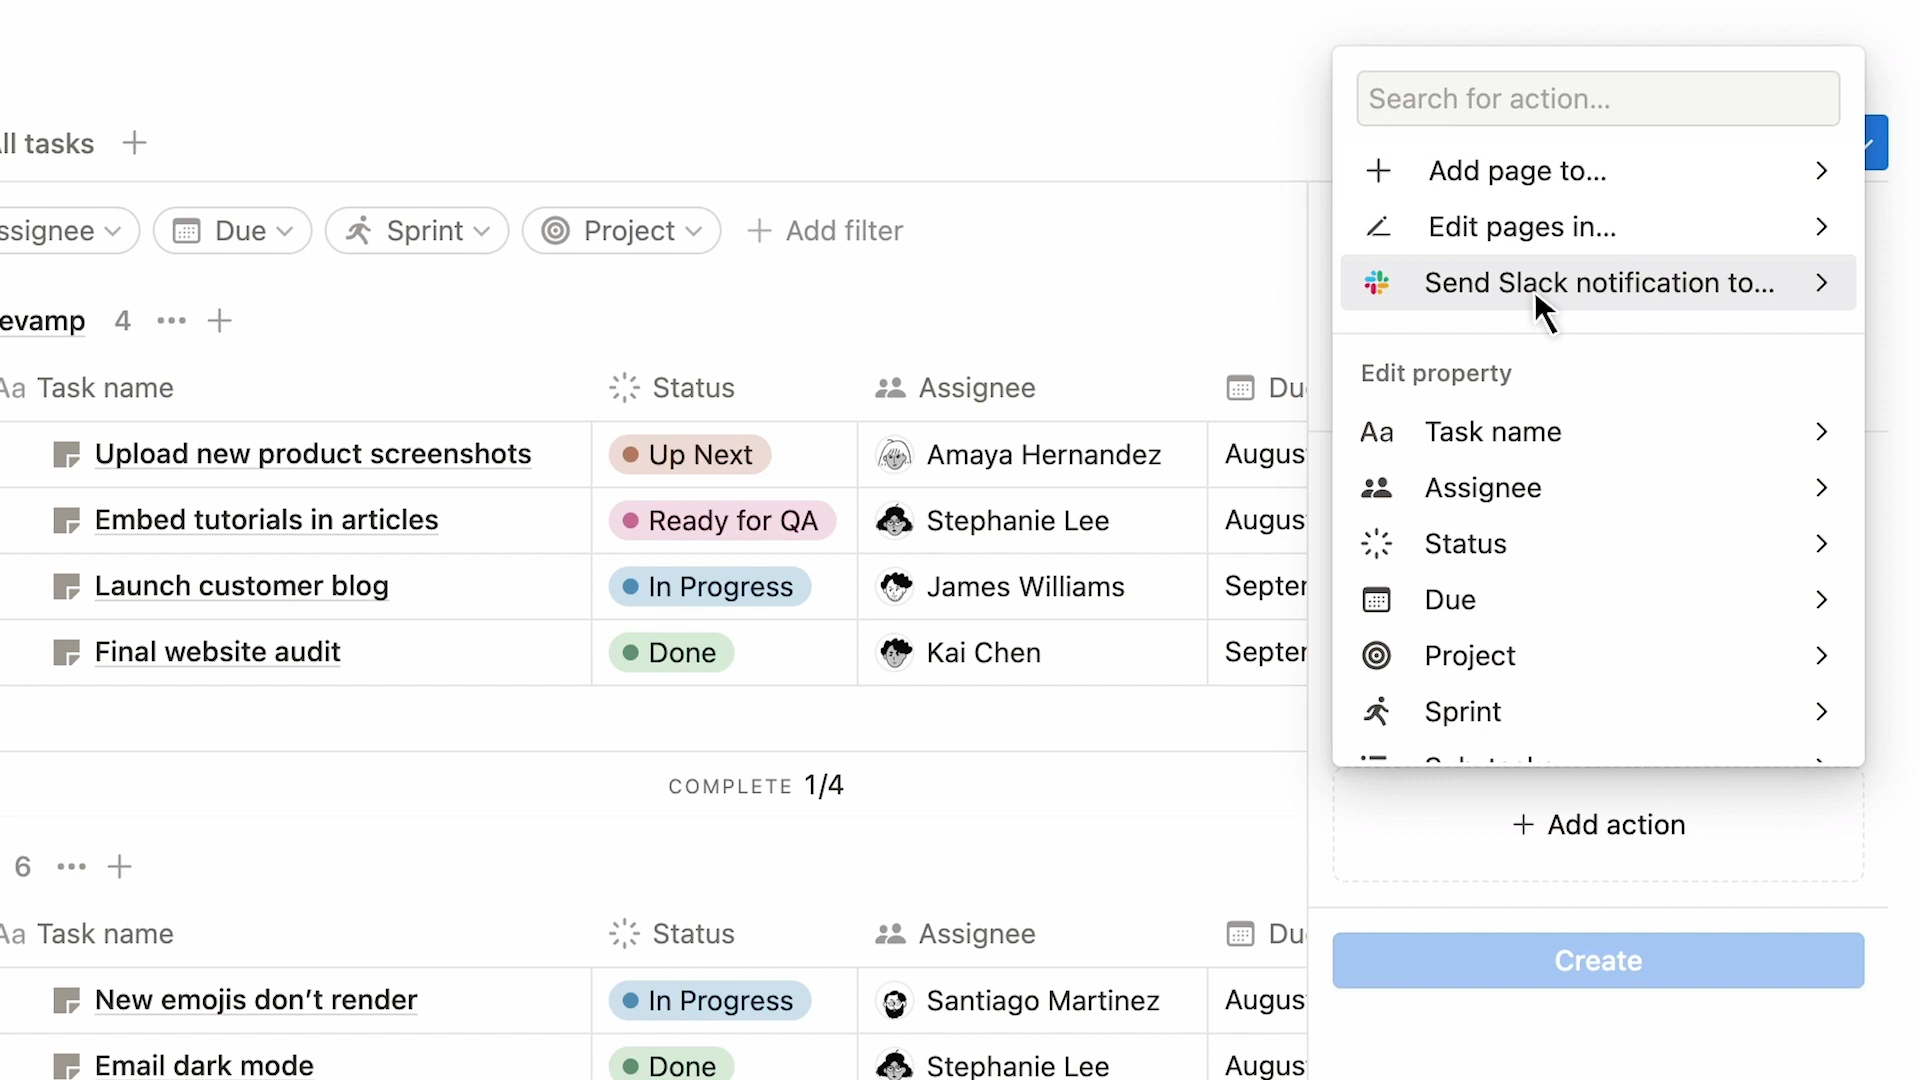 ll tasks
ssignee
Due
Sprint
Project
Add filter
evamp 4
Aa Task name
Status
Assignee
Du
Upload new product screenshots
Up Next
Amaya Hernandez
Augus
Embed tutorials in articles
Ready for QA
Stephanie Lee
Augus
Launch customer blog
In Progress
James Williams
Septer
Final website audit
Done
Kai Chen
Septer
COMPLETE 1/4
6
Aa Task name
Status
Assignee
Du
New emojis don’t render
In Progress
Santiago Martinez
Augus
Email dark mode
Done
Stephanie Lee
Augus
Search for action...
Add page to...
Edit pages in...
Send Slack notification to...
Edit property
Aa Task name
Assignee
Status
Due
Project
Sprint
Add action
Create